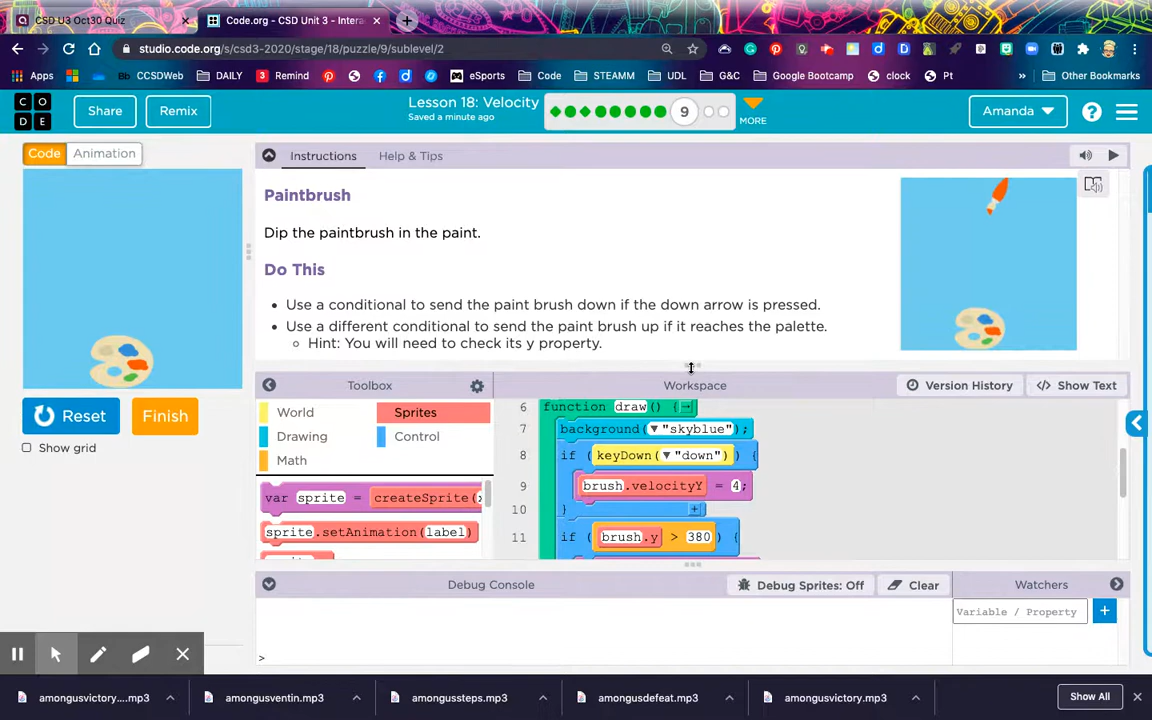 CSD U3 Oct30 Quiz
Code.org - CSD Unit 3 - Intera
studio.code.org/s/csd3-2020/stage/18/puzzle/9/sublevel/2
Apps
Bb CCSDWeb
DAILY
3 Remind
eSports
Code
STEAMM
UDL
G&C
Google Bootcamp
clock
Pt
Other Bookmarks
C O
D E
Share
Remix
Lesson 18: Velocity
Saved a minute ago
9
MORE
Amanda
?
Code
Animation
Instructions
Help & Tips
Paintbrush
Dip the paintbrush in the paint.
Do This
Use a conditional to send the paint brush down if the down arrow is pressed.
Use a different conditional to send the paint brush up if it reaches the palette.
Hint: You will need to check its y property.
Toolbox
Workspace
Version History
</> Show Text
Reset
Finish
Show grid
World
Sprites
Drawing
Control
Math
var sprite = createSprite(x
sprite.setAnimation(label)
6 function draw() {
7 background("skyblue");
8 if (keyDown("down")) {
9 brush.velocityY = 4;
10 }
11 if (brush.y > 380) {
Debug Console
Debug Sprites: Off
Clear
Watchers
Variable / Property
+
>
amongusvictory....mp3
amongusventin.mp3
amongussteps.mp3
amongusdefeat.mp3
amongusvictory.mp3
Show All